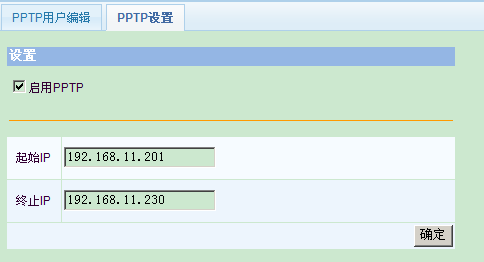 PPTP用户编辑 PPTP设置
设置
启用PPTP
起始IP 192.168.11.201
终止IP 192.168.11.230
确定